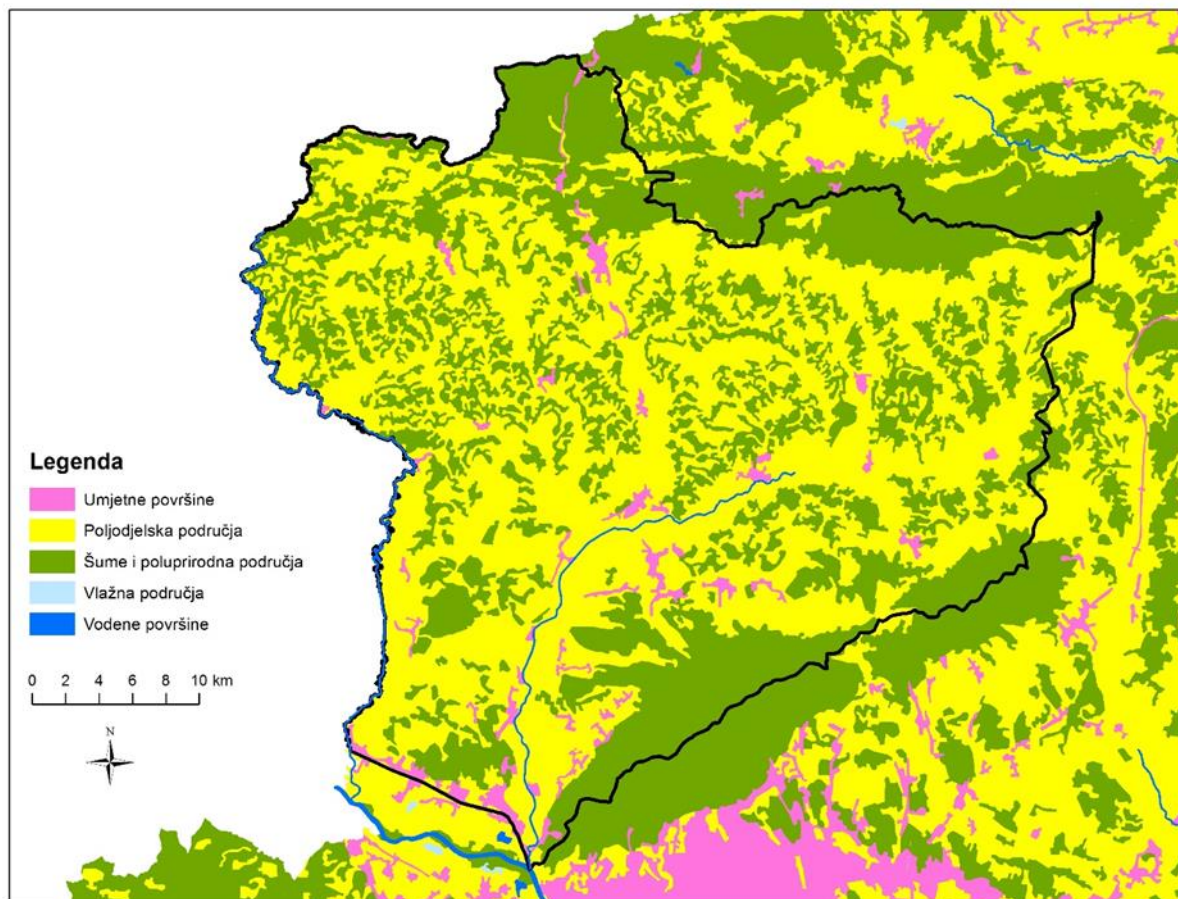 Legenda
Umjetne površine
Poljodjelska područja
Šume i poluprirodna područja
Vlažna područja
Vodene površine
0 2 4 6 8 10 km
N